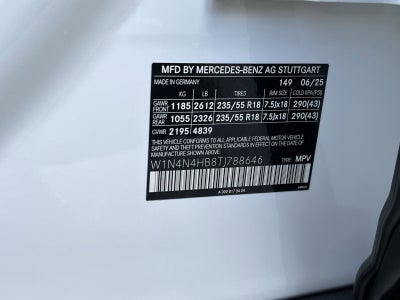 MFD BY MERCEDES-BENZ AG STUTTGART
MADE IN GERMANY 149 06/25
KG LB TIRES RIM SIZE COLD KPA(PSI)
GAWR FRONT 1185 2612 235/55 R18 7.5Jx18 290(43)
GAWR REAR 1055 2326 235/55 R18 7.5Jx18 290(43)
GVWR 2195 4839
THIS VEHICLE CONFORMS TO ALL APPLICABLE U.S. FEDERAL MOTOR VEHICLE
SAFETY AND THEFT PREVENTION STANDARDS IN EFFECT ON THE DATE
OF MANUFACTURE SHOWN ABOVE.
W1N4N4HB8TJ788646 TYPE: MPV